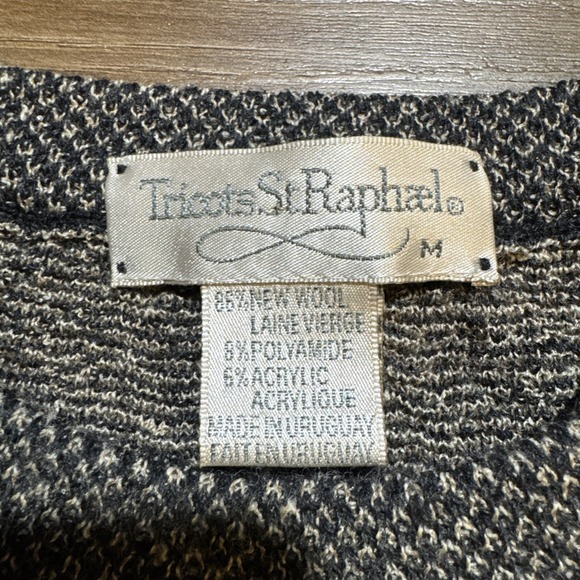 Tricots St Raphael®
M
86% NEW WOOL
LAINE VIERGE
8% POLYAMIDE
6% ACRYLIC
ACRYLIQUE
MADE IN URUGUAY
FAIT EN URUGUAY